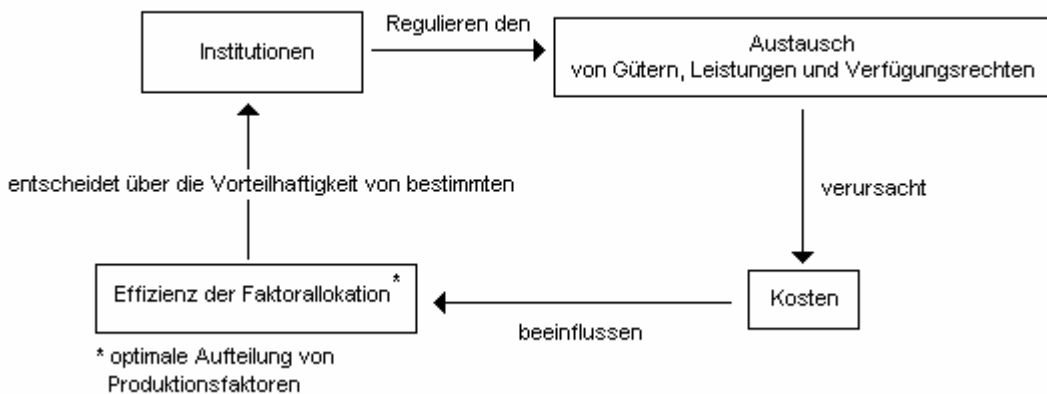 Institutionen
Regulieren den
Austausch
von Gütern, Leistungen und Verfügungsrechten
entscheidet über die Vorteilhaftigkeit von bestimmten
verursacht
Effizienz der Faktorallokation*
Kosten
beeinflussen
* optimale Aufteilung von
Produktionsfaktoren